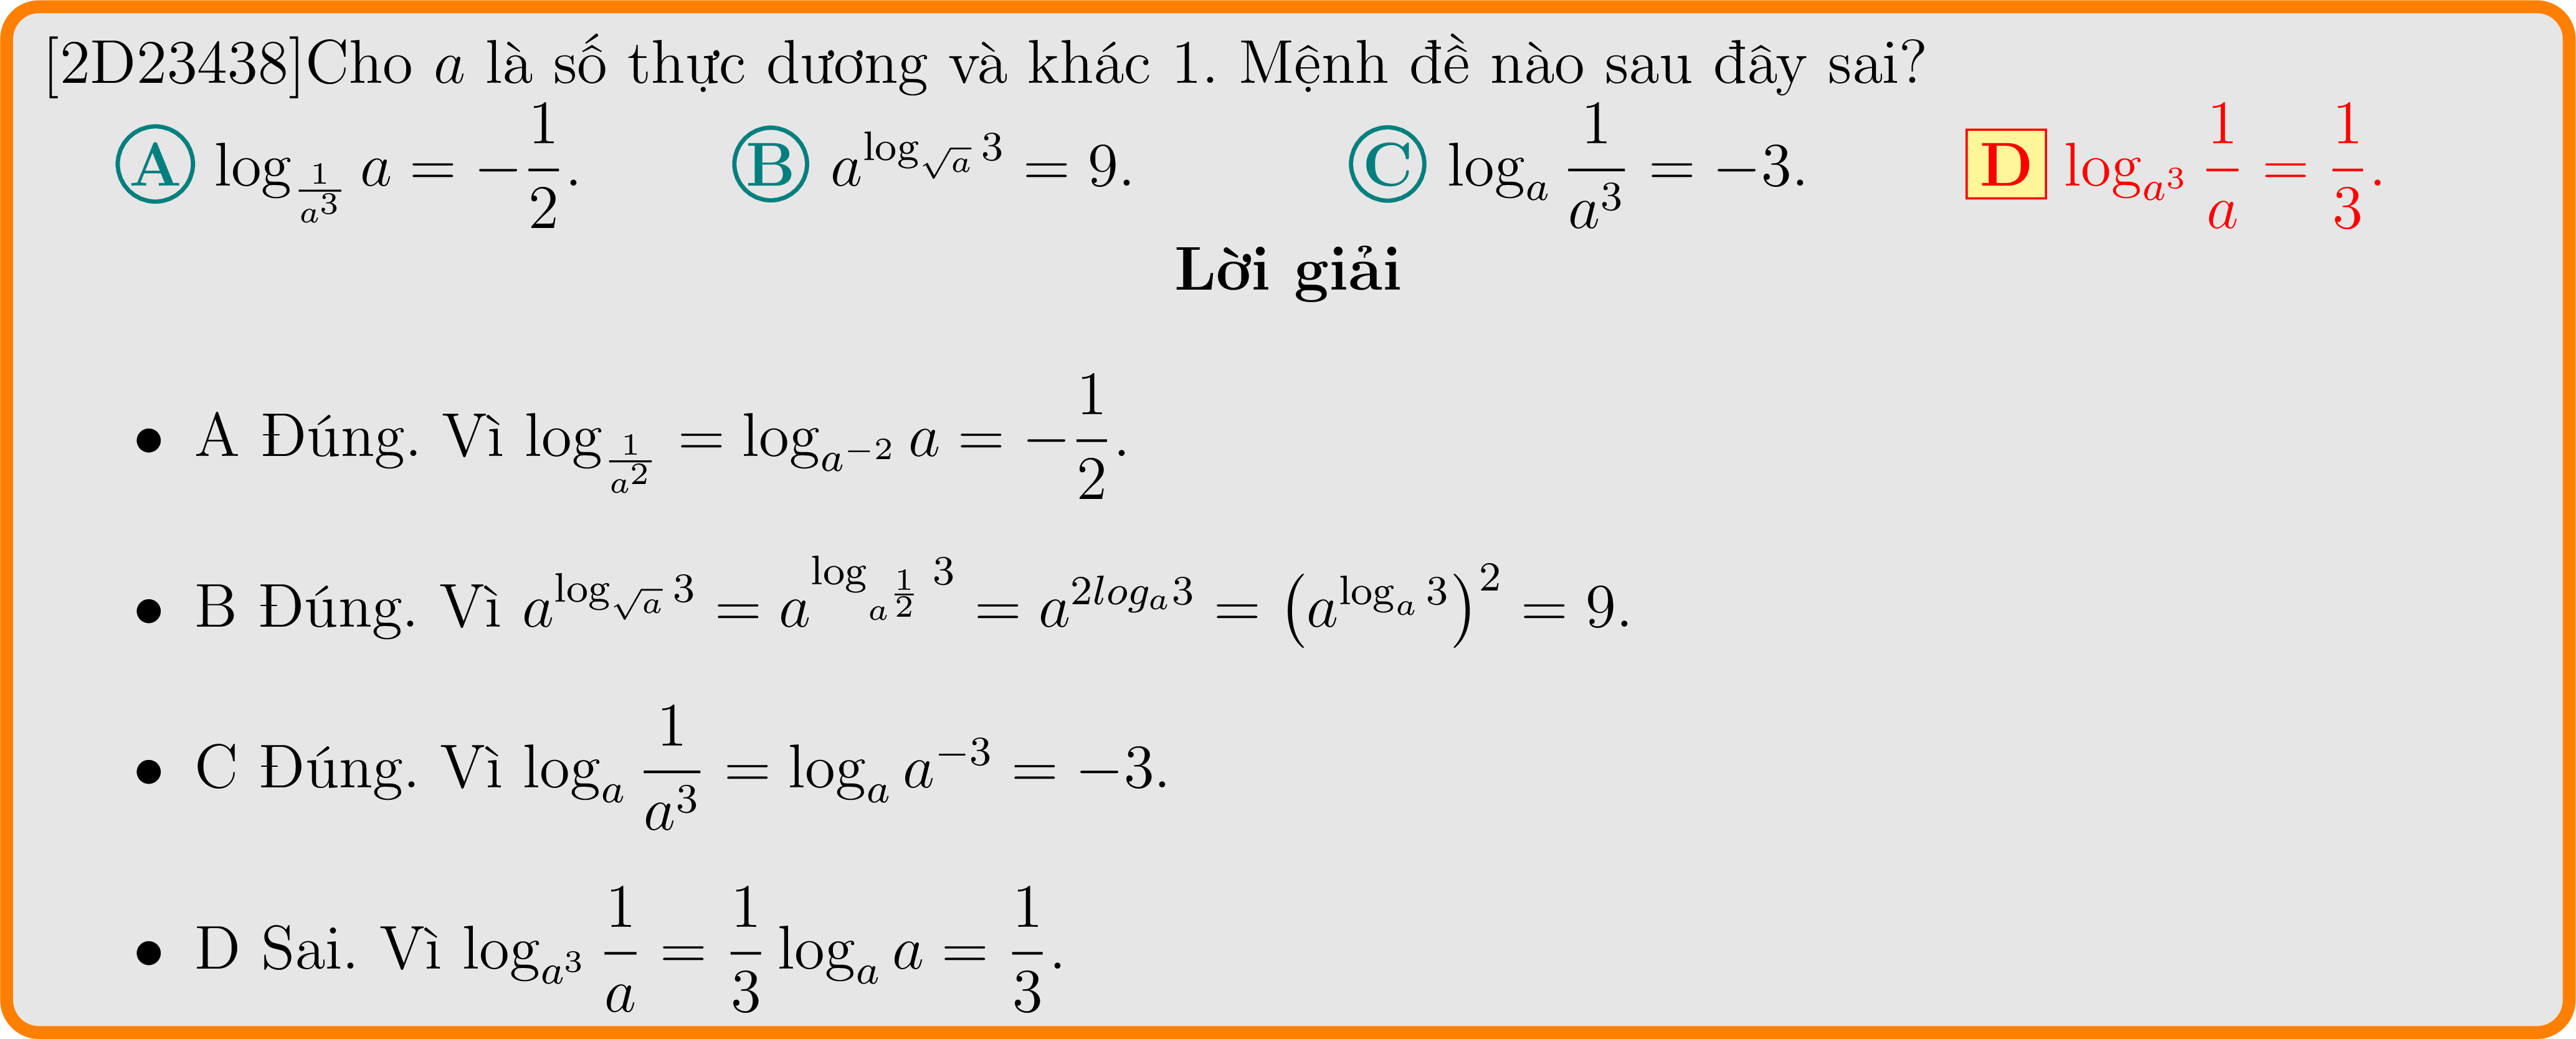 [2D23438]Cho $a$ là số thực dương và khác 1. Mệnh đề nào sau đây sai?
A $\log_{\frac{1}{a^3}} a = -\frac{1}{2}$. B $a^{\log_{\sqrt{a}} 3} = 9$. C $\log_a \frac{1}{a^3} = -3$. D $\log_{a^3} \frac{1}{a} = \frac{1}{3}$.
Lời giải
• A Đúng. Vì $\log_{\frac{1}{a^2}} = \log_{a^{-2}} a = -\frac{1}{2}$.
• B Đúng. Vì $a^{\log_{\sqrt{a}} 3} = a^{\log_{a^{\frac{1}{2}}} 3} = a^{2log_a 3} = \left(a^{\log_a 3}\right)^2 = 9$.
• C Đúng. Vì $\log_a \frac{1}{a^3} = \log_a a^{-3} = -3$.
• D Sai. Vì $\log_{a^3} \frac{1}{a} = \frac{1}{3} \log_a a = \frac{1}{3}$.